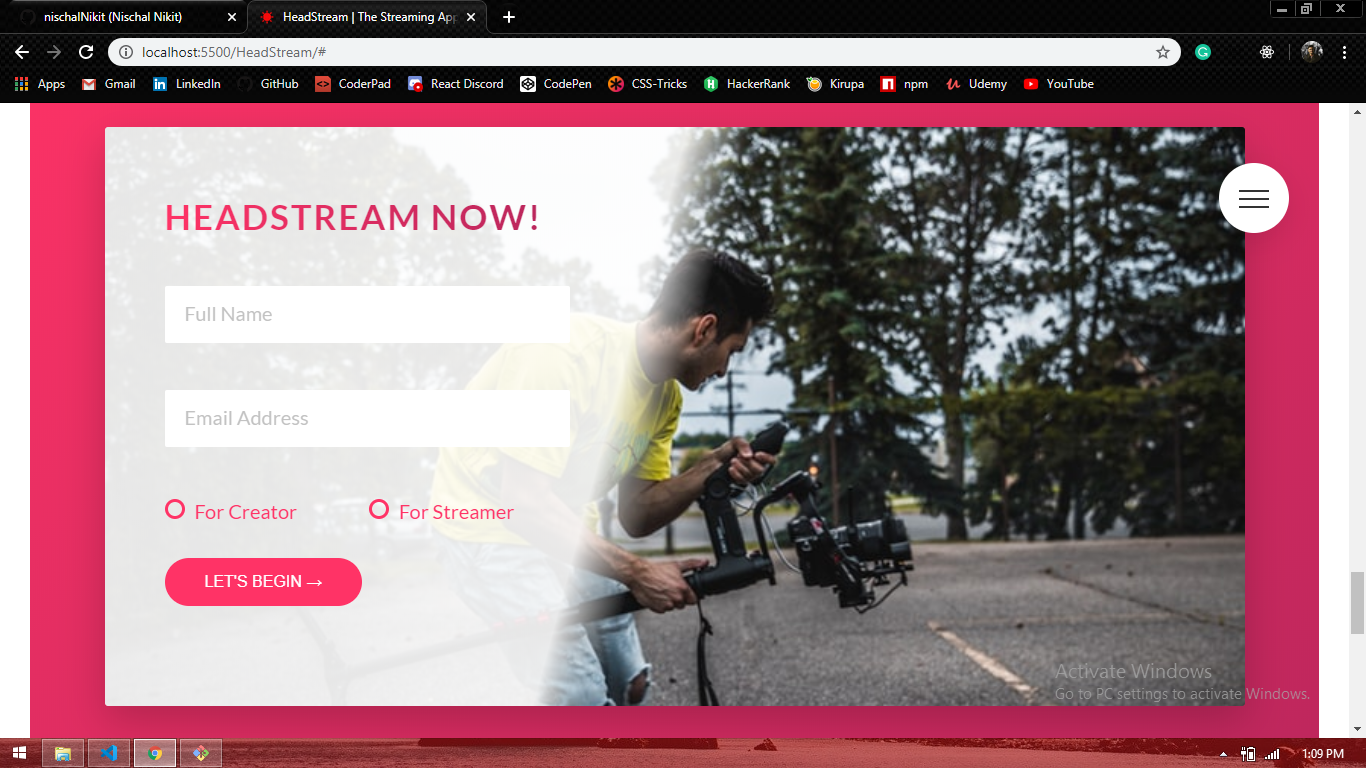 nischalNikit (Nischal Nikit)
HeadStream | The Streaming App
localhost:5500/HeadStream/#
Apps Gmail LinkedIn GitHub CoderPad React Discord CodePen CSS-Tricks HackerRank Kirupa npm Udemy YouTube
HEADSTREAM NOW!
Full Name
Email Address
For Creator For Streamer
LET'S BEGIN →
Activate Windows
Go to PC settings to activate Windows.
1:09 PM